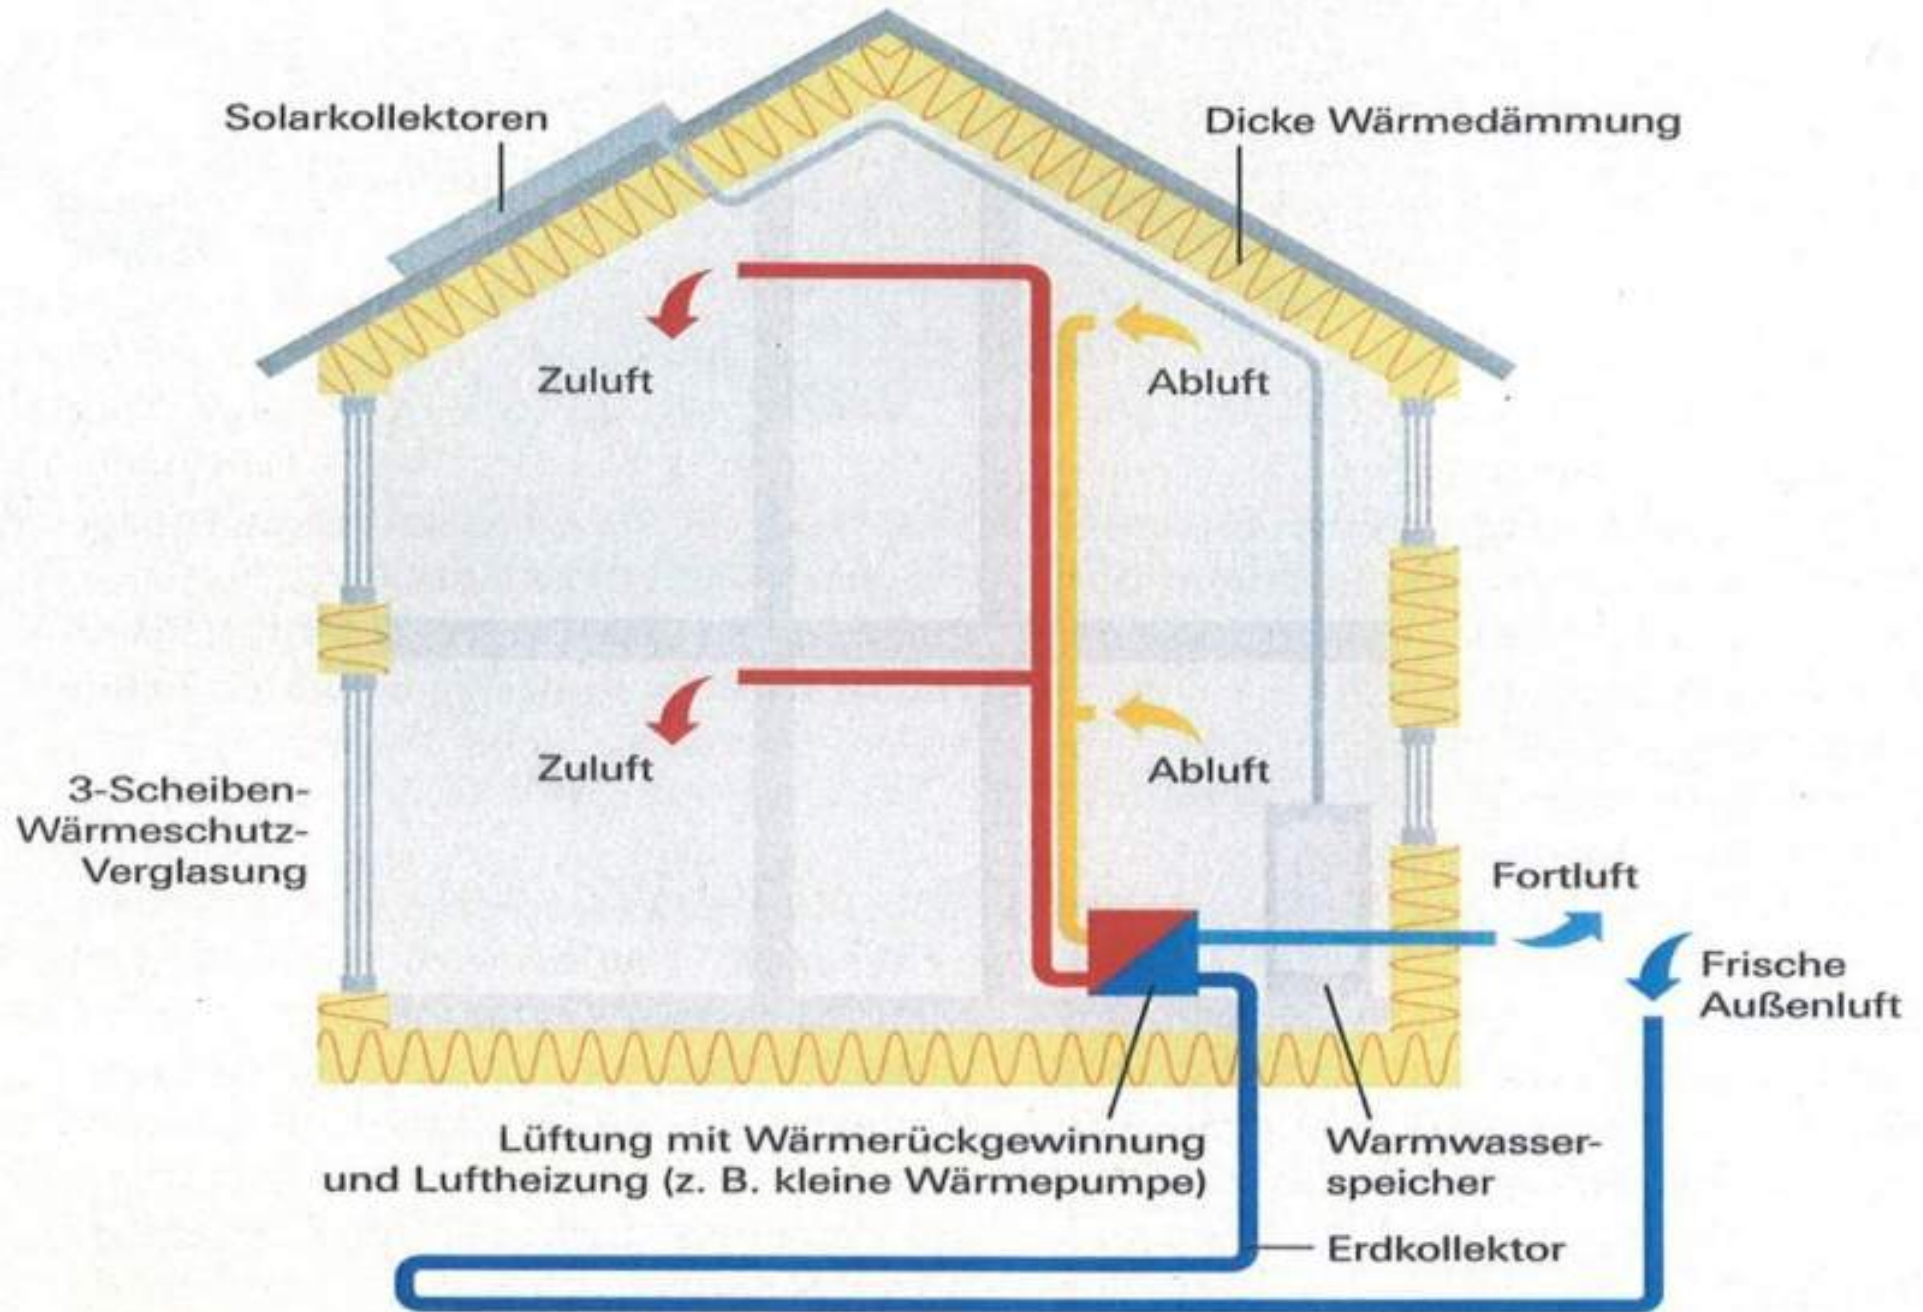 Solarkollektoren
Dicke Wärmedämmung
Zuluft
Abluft
Zuluft
Abluft
3-Scheiben-
Wärmeschutz-
Verglasung
Fortluft
Frische
Außenluft
Lüftung mit Wärmerückgewinnung
und Luftheizung (z. B. kleine Wärmepumpe)
Warmwasser-
speicher
Erdkollektor